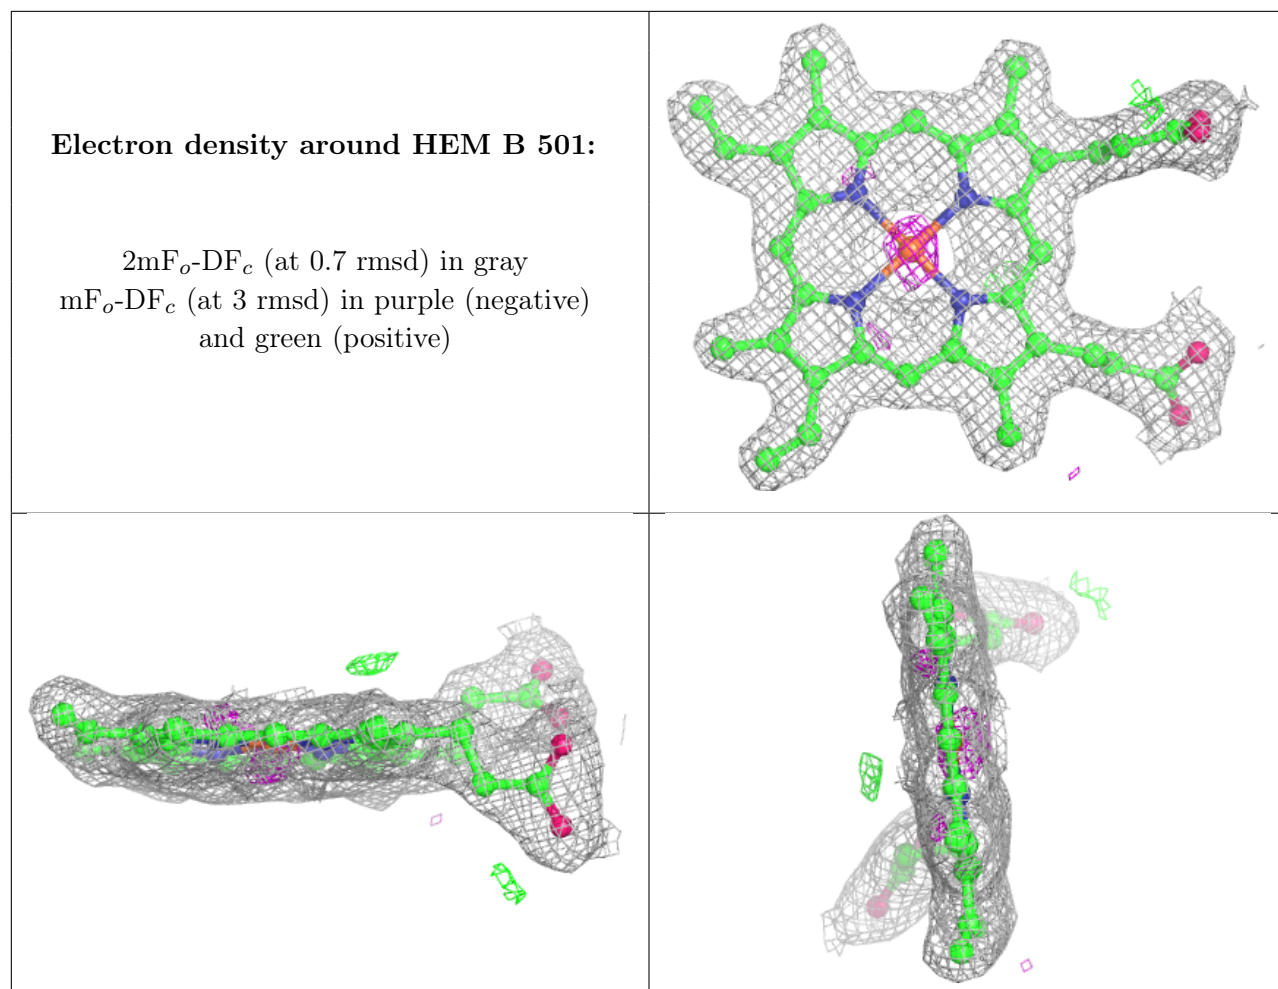 Electron density around HEM B 501:
2mFₒ-DF𝒸 (at 0.7 rmsd) in gray
mFₒ-DF𝒸 (at 3 rmsd) in purple (negative)
and green (positive)